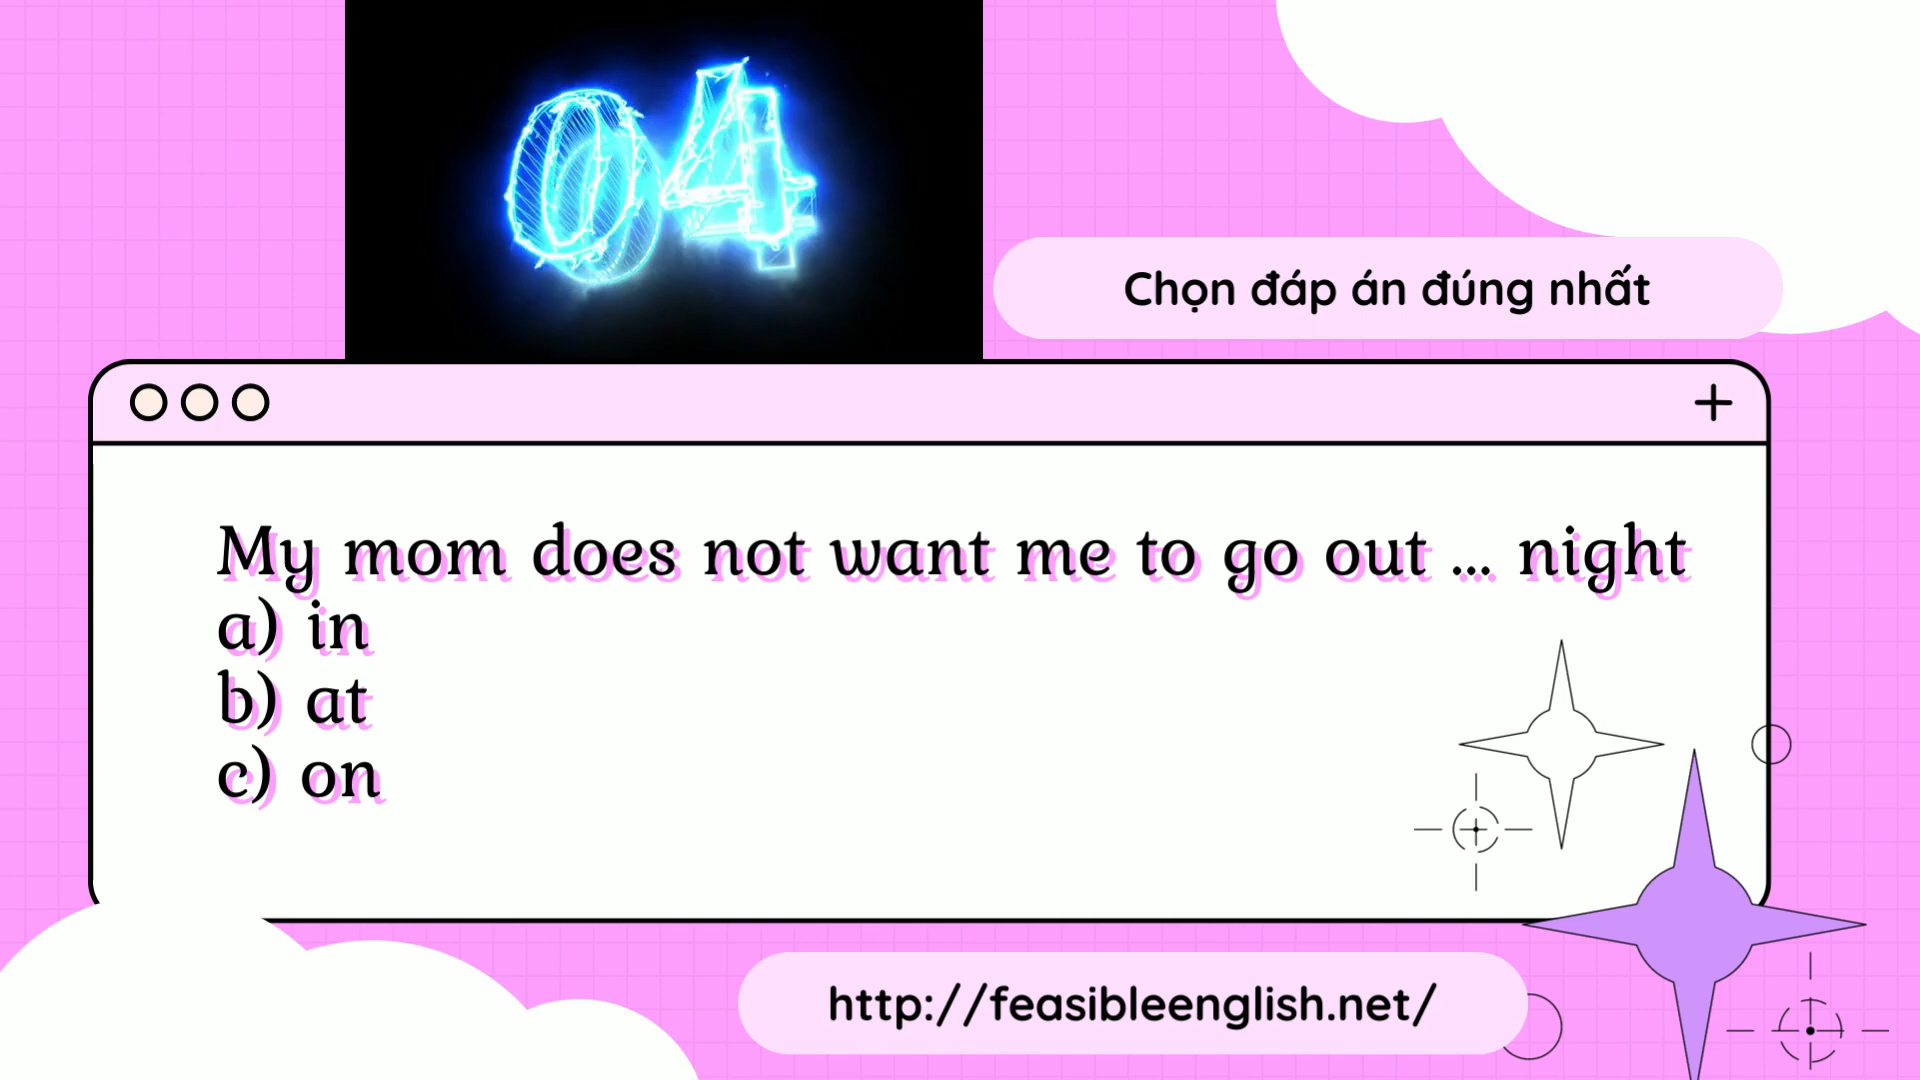 04
Chọn đáp án đúng nhất
My mom does not want me to go out ... night
a) in
b) at
c) on
http://feasibleenglish.net/